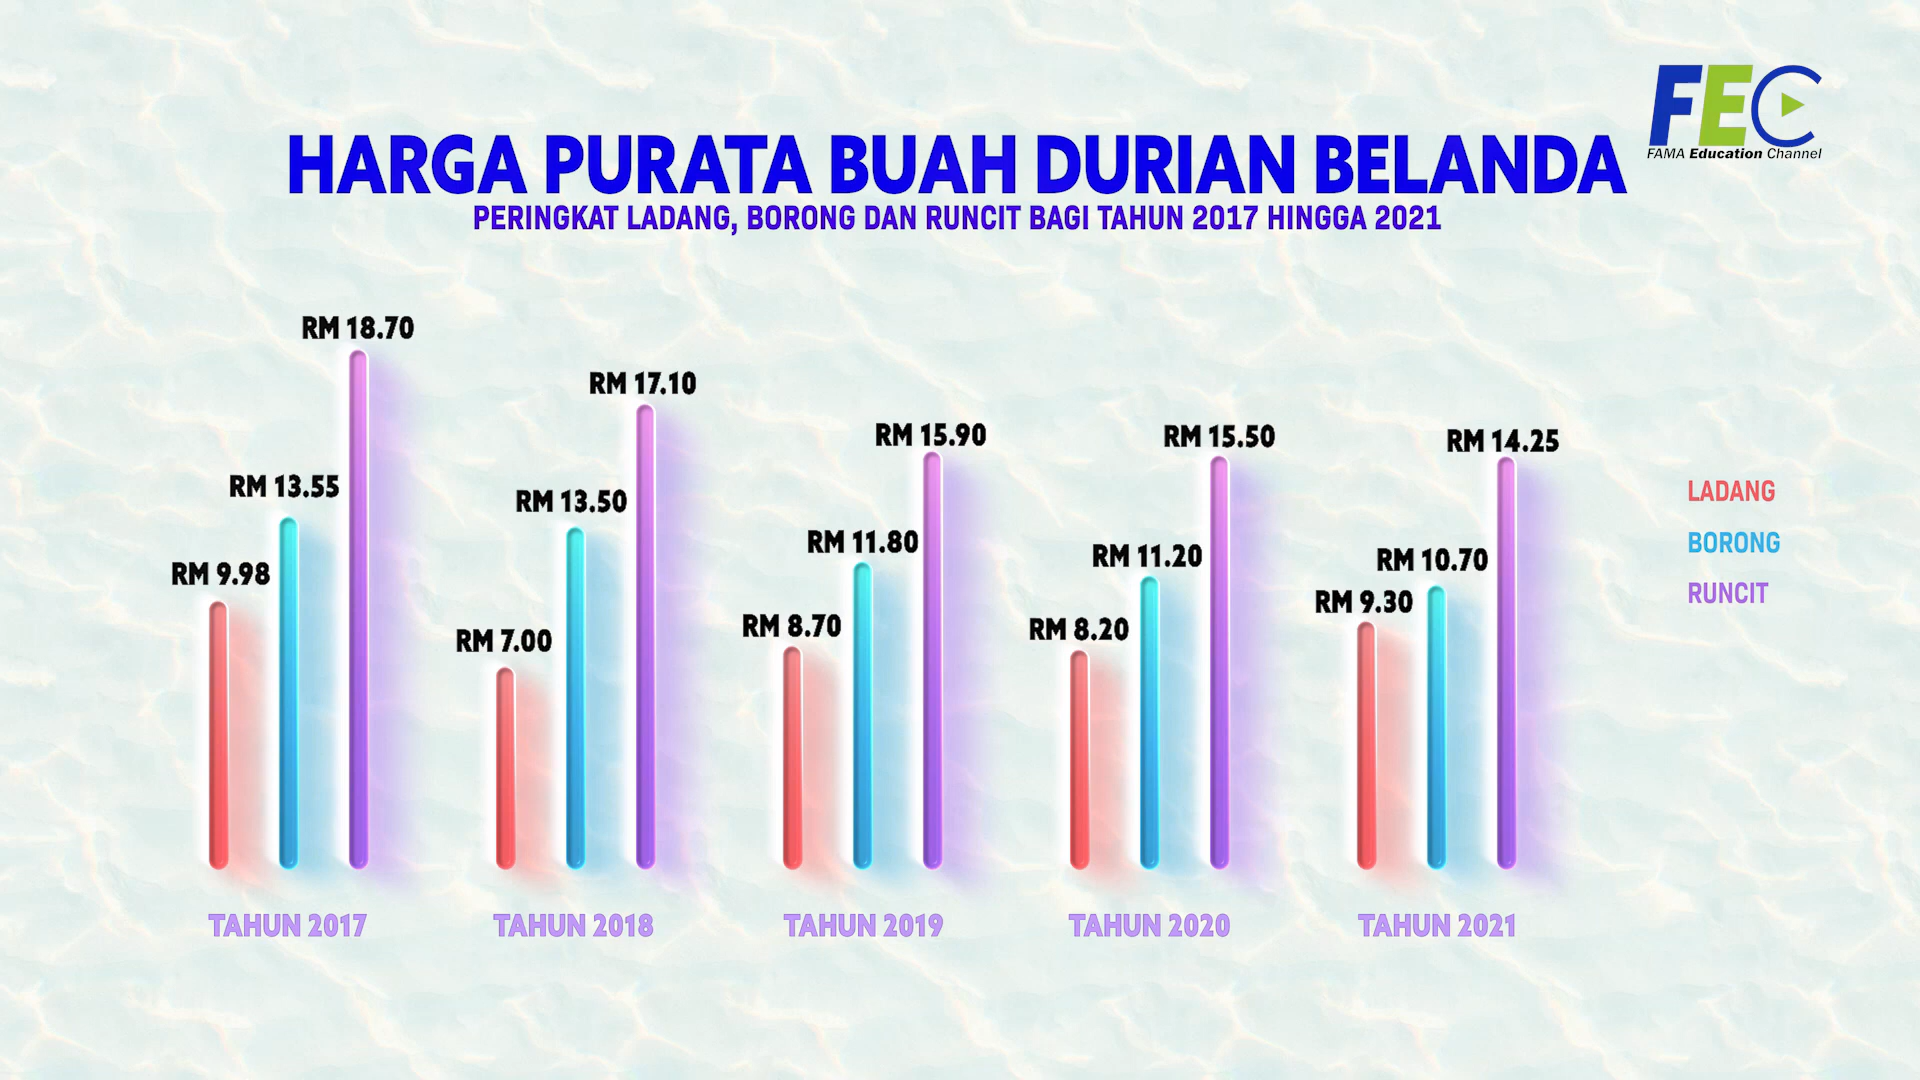 FEC
FAMA Education Channel
HARGA PURATA BUAH DURIAN BELANDA
PERINGKAT LADANG, BORONG DAN RUNCIT BAGI TAHUN 2017 HINGGA 2021
RM 9.98
RM 13.55
RM 18.70
RM 7.00
RM 13.50
RM 17.10
RM 8.70
RM 11.80
RM 15.90
RM 8.20
RM 11.20
RM 15.50
RM 9.30
RM 10.70
RM 14.25
LADANG
BORONG
RUNCIT
TAHUN 2017
TAHUN 2018
TAHUN 2019
TAHUN 2020
TAHUN 2021